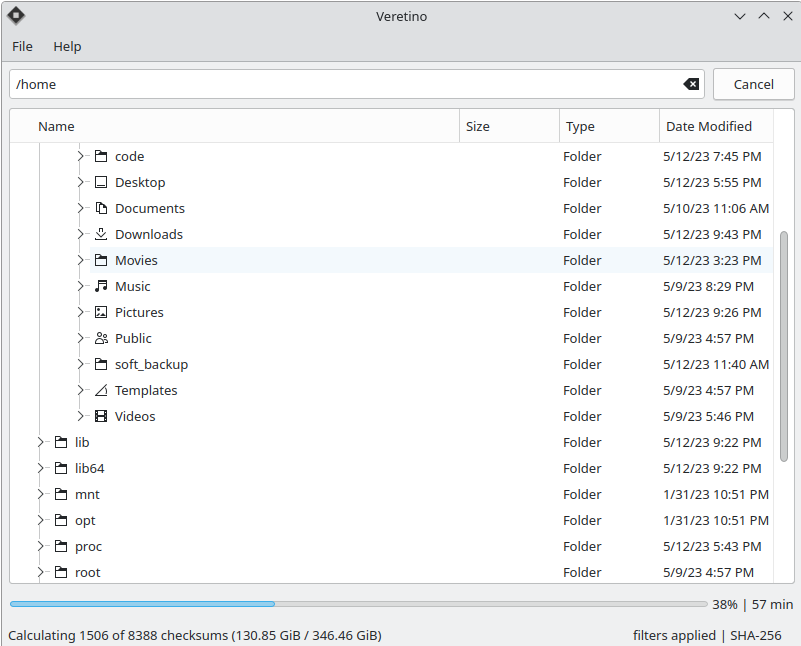 Veretino
File Help
/home Cancel
Name Size Type Date Modified
code Folder 5/12/23 7:45 PM
Desktop Folder 5/12/23 5:55 PM
Documents Folder 5/10/23 11:06 AM
Downloads Folder 5/12/23 9:43 PM
Movies Folder 5/12/23 3:23 PM
Music Folder 5/9/23 8:29 PM
Pictures Folder 5/12/23 9:26 PM
Public Folder 5/9/23 4:57 PM
soft_backup Folder 5/12/23 11:40 AM
Templates Folder 5/9/23 4:57 PM
Videos Folder 5/9/23 5:46 PM
lib Folder 5/12/23 9:22 PM
lib64 Folder 5/12/23 9:22 PM
mnt Folder 1/31/23 10:51 PM
opt Folder 1/31/23 10:51 PM
proc Folder 5/12/23 5:43 PM
root Folder 5/9/23 4:57 PM
38% | 57 min
Calculating 1506 of 8388 checksums (130.85 GiB / 346.46 GiB) filters applied | SHA-256